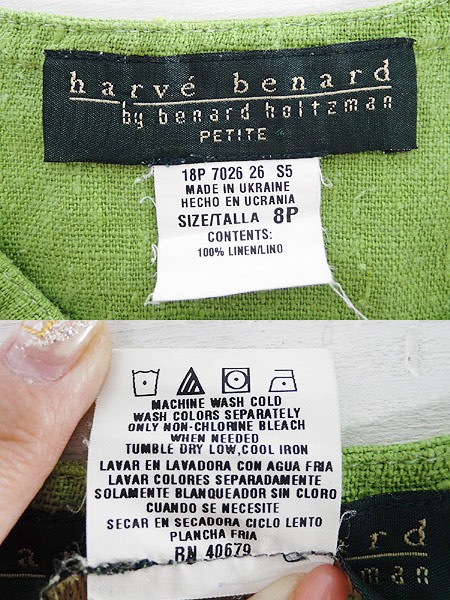 harvé benard
by benard holtzman
PETITE
18P 7026 26 S5
MADE IN UKRAINE
HECHO EN UCRANIA
SIZE/TALLA 8P
CONTENTS:
100% LINEN/LINO
MACHINE WASH COLD
WASH COLORS SEPARATELY
ONLY NON-CHLORINE BLEACH
WHEN NEEDED
TUMBLE DRY LOW,COOL IRON
LAVAR EN LAVADORA CON AGUA FRIA
LAVAR COLORES SEPARADAMENTE
SOLAMENTE BLANQUEADOR SIN CLORO
CUANDO SE NECESITE
SECAR EN SECADORA CICLO LENTO
PLANCHA FRIA
RN 40679
a
rd
man